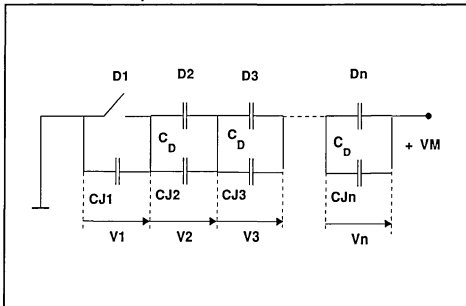 D1 D2 D3 Dn
C D C D C D
+ VM
CJ1 CJ2 CJ3 CJn
V1 V2 V3 Vn